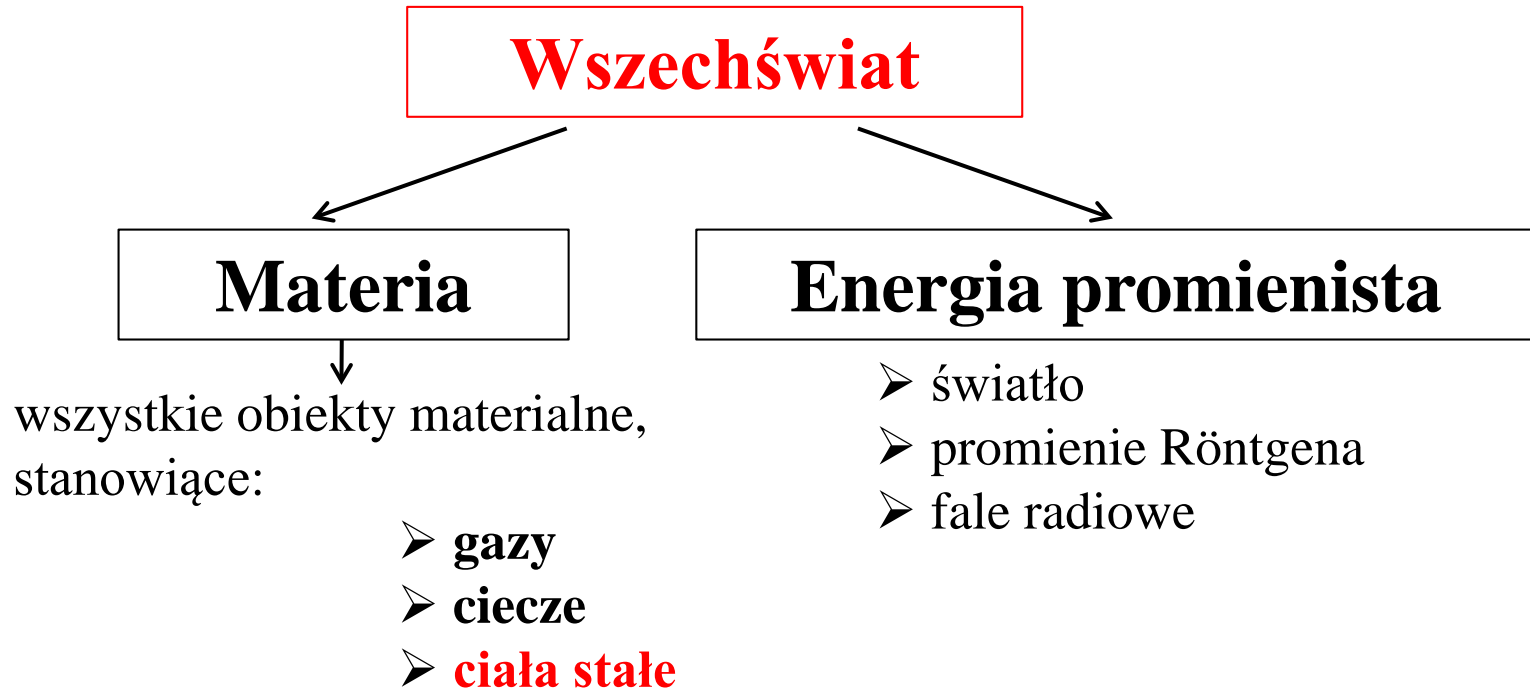 Wszechświat
Materia
wszystkie obiekty materialne,
stanowiące:
➢ gazy
➢ ciecze
➢ ciała stałe
Energia promienista
➢ światło
➢ promienie Röntgena
➢ fale radiowe